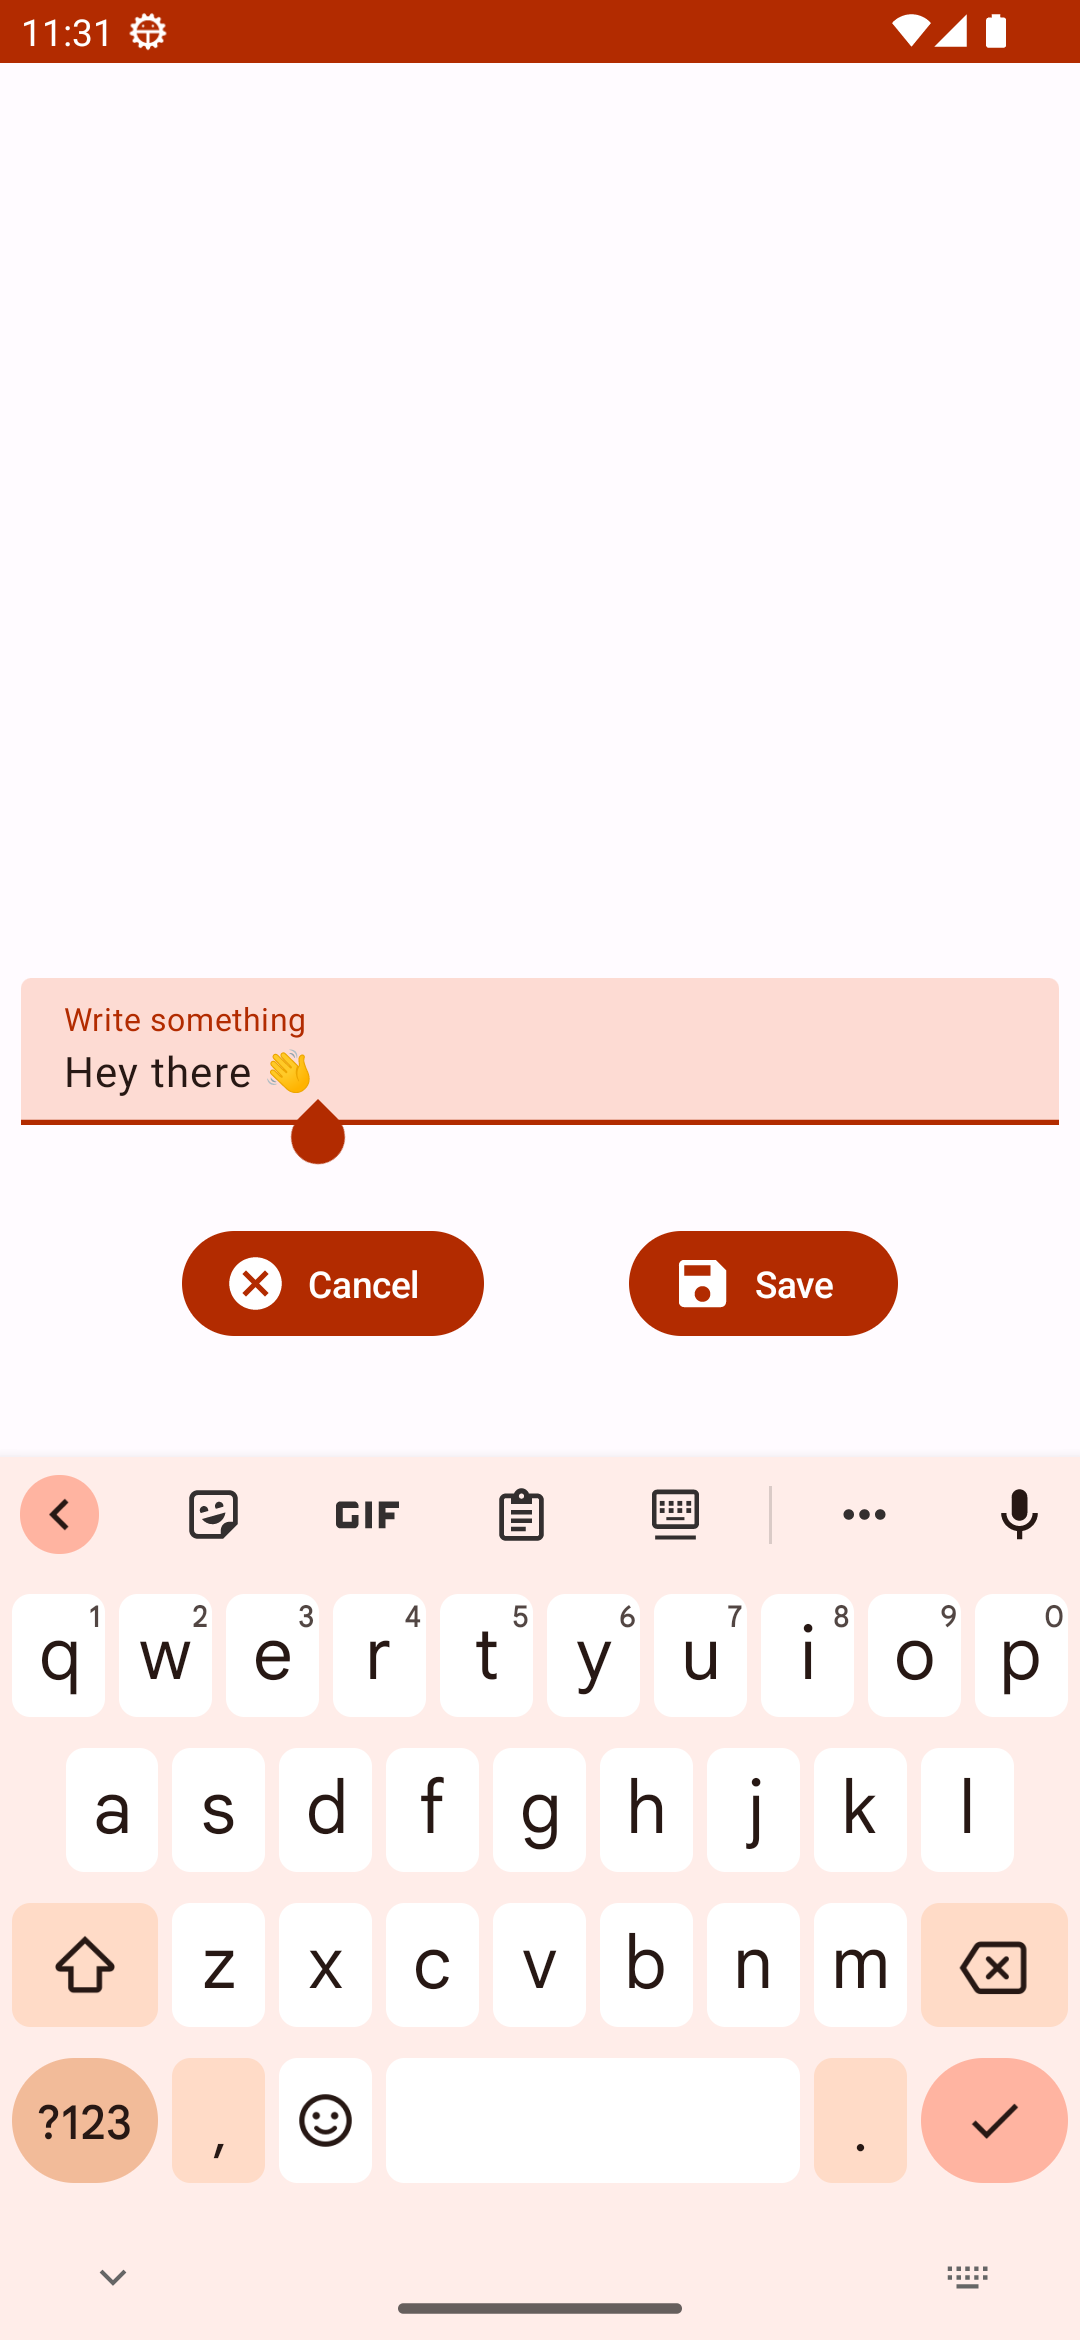 11:31
Write something
Hey there 👋
Cancel
Save
GIF
q 1 w 2 e 3 r 4 t 5 y 6 u 7 i 8 o 9 p 0
a s d f g h j k l
z x c v b n m
?123 , .